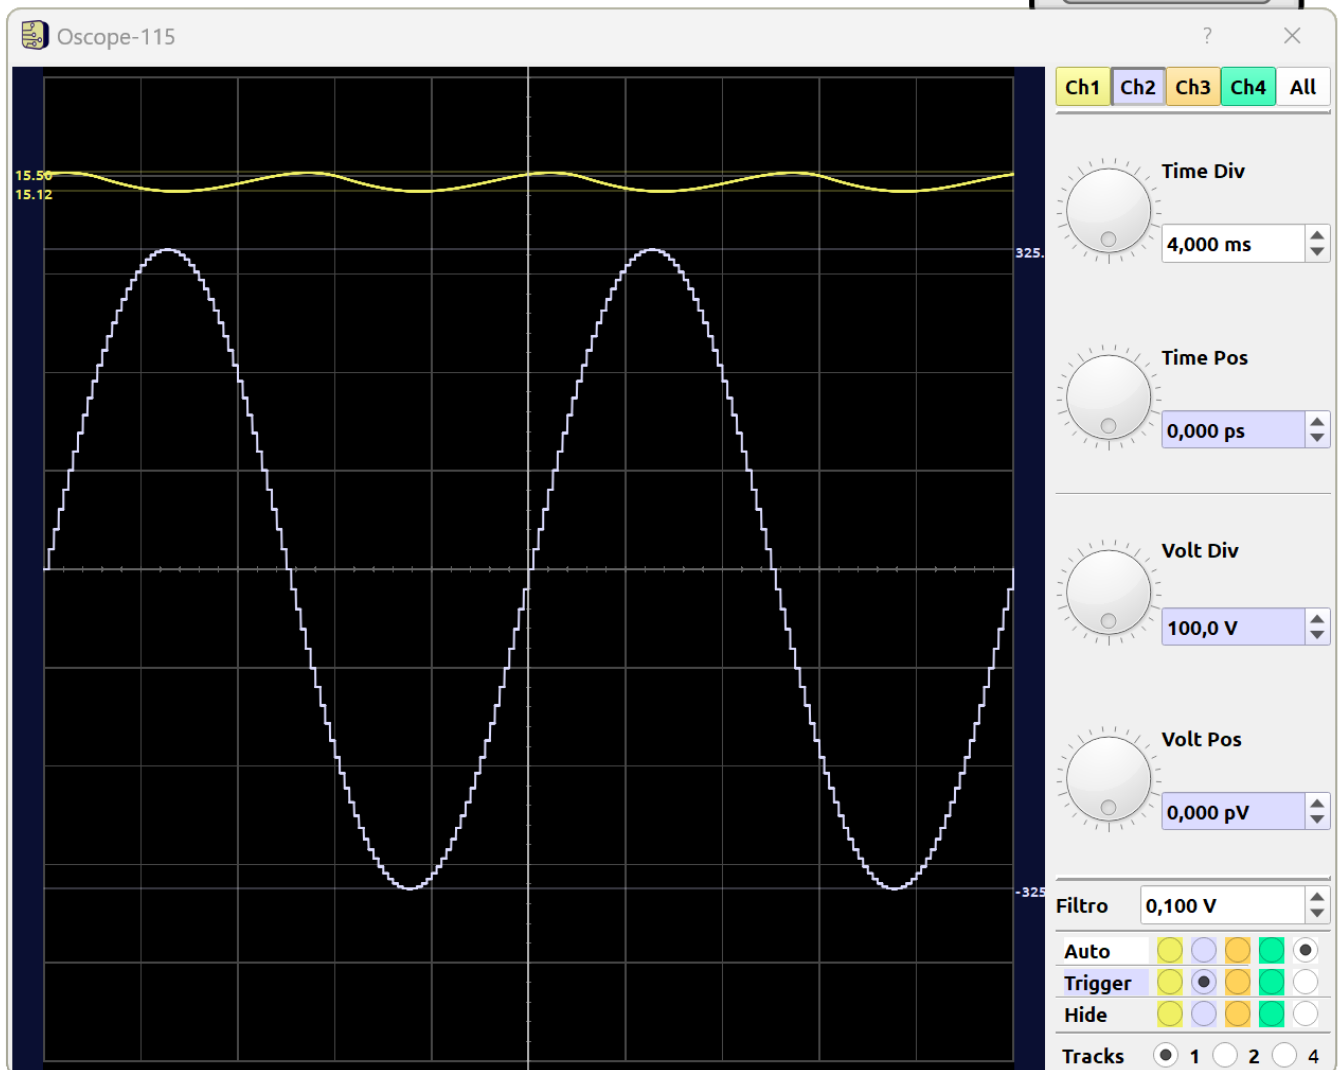 Oscope-115 ?
Ch1 Ch2 Ch3 Ch4 All
15.50
15.12
325.
-325
Time Div
4,000 ms
Time Pos
0,000 ps
Volt Div
100,0 V
Volt Pos
0,000 pV
Filtro 0,100 V
Auto
Trigger
Hide
Tracks 1 2 4